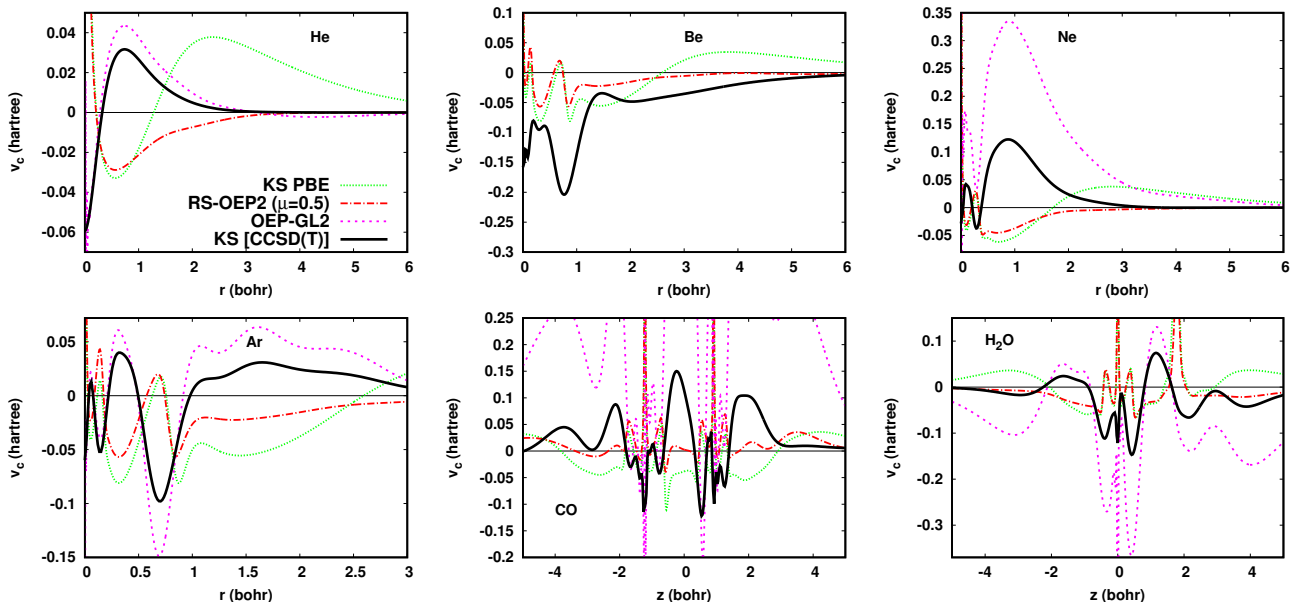 0.04
0.02
0
-0.02
-0.04
-0.06
v_c (hartree)
0 1 2 3 4 5 6
r (bohr)
He
KS PBE
RS-OEP2 (μ=0.5)
OEP-GL2
KS [CCSD(T)]
0.1
0.05
0
-0.05
-0.1
-0.15
-0.2
-0.25
-0.3
v_c (hartree)
0 1 2 3 4 5 6
r (bohr)
Be
0.35
0.3
0.25
0.2
0.15
0.1
0.05
0
-0.05
v_c (hartree)
0 1 2 3 4 5 6
r (bohr)
Ne
0.05
0
-0.05
-0.1
-0.15
v_c (hartree)
0 0.5 1 1.5 2 2.5 3
r (bohr)
Ar
0.25
0.2
0.15
0.1
0.05
0
-0.05
-0.1
-0.15
-0.2
v_c (hartree)
-4 -2 0 2 4
z (bohr)
CO
0.1
0
-0.1
-0.2
-0.3
v_c (hartree)
-4 -2 0 2 4
z (bohr)
H₂O